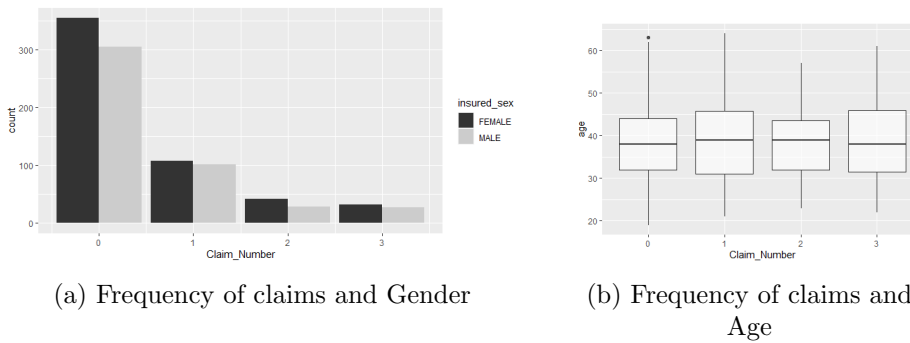 300
200
100
0
count
0
1
2
3
Claim_Number
insured_sex
FEMALE
MALE
(a) Frequency of claims and Gender
60
50
40
30
20
age
0
1
2
3
Claim_Number
(b) Frequency of claims and
Age